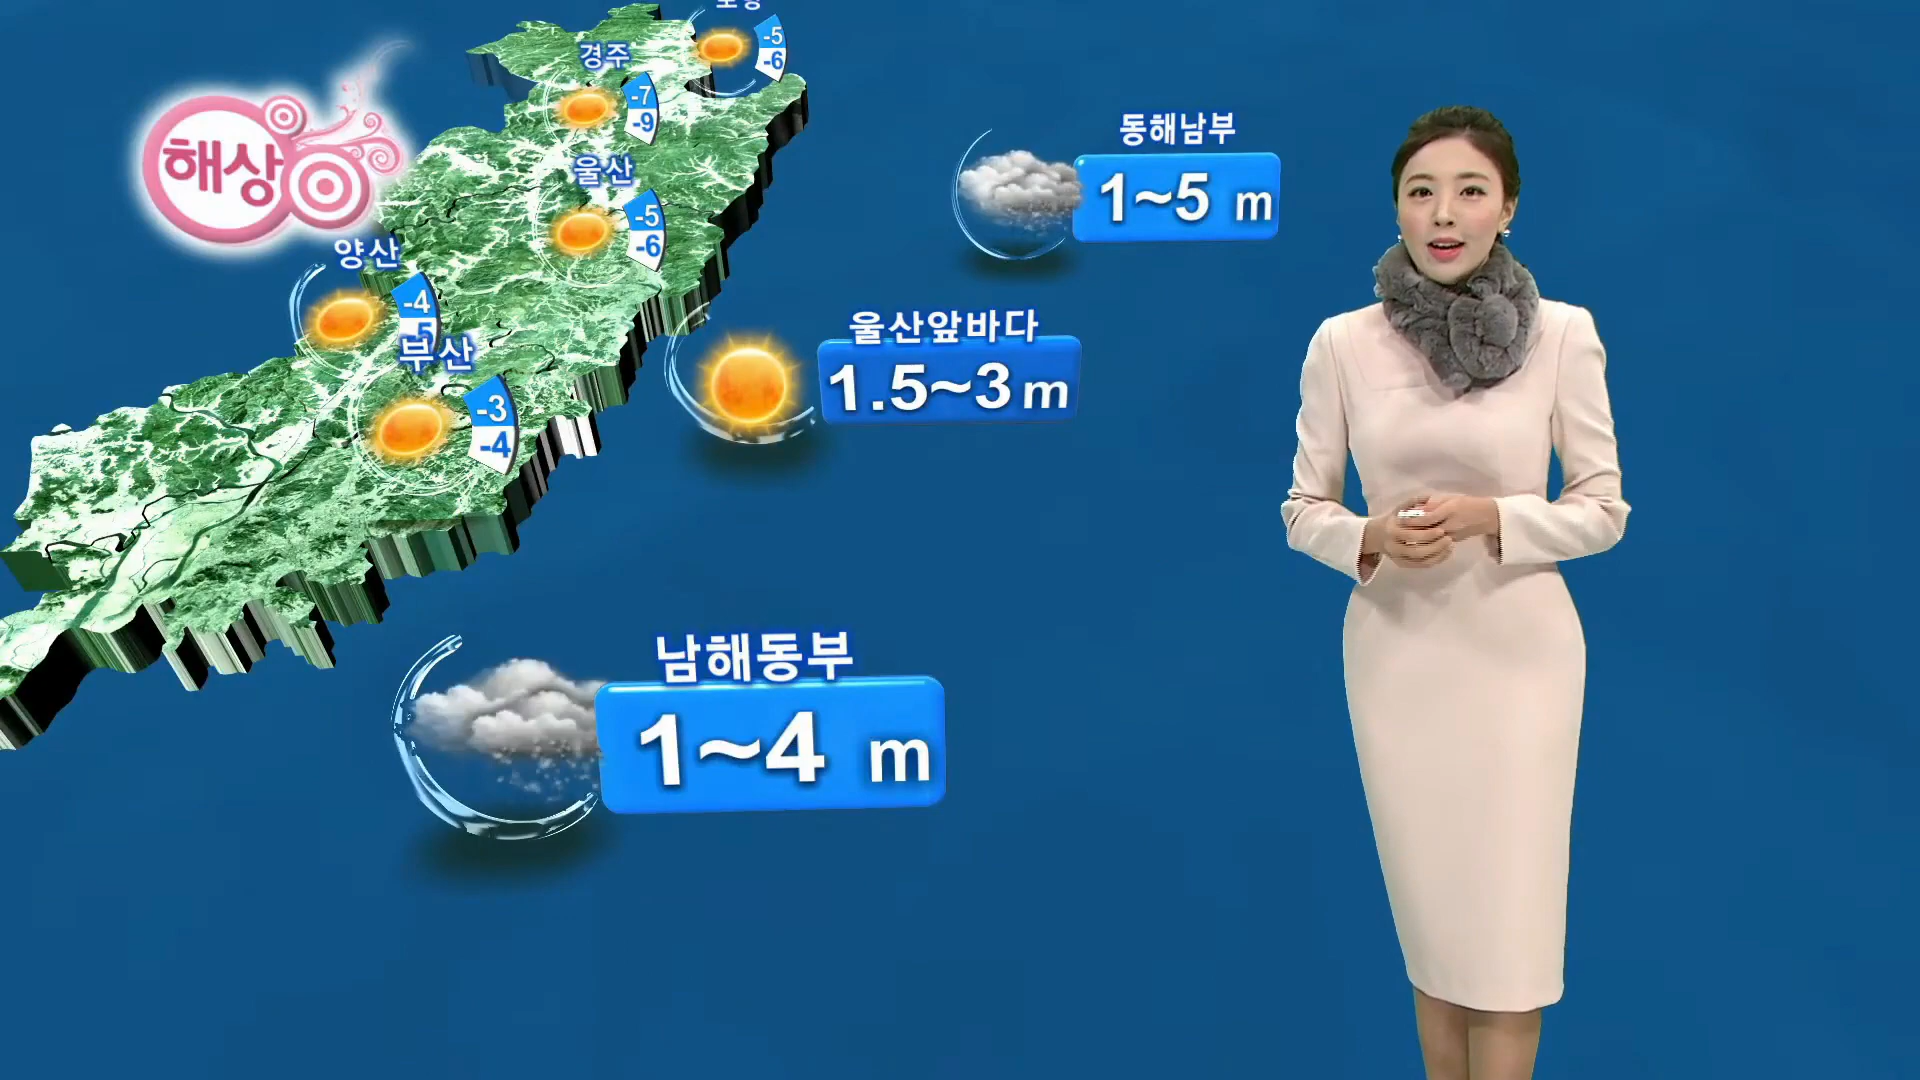 -5
-6
경주
-7
-9
해상
울산
-5
-6
양산
-4
-5
부산
-3
-4
동해남부
1~5 m
울산앞바다
1.5~3 m
남해동부
1~4 m